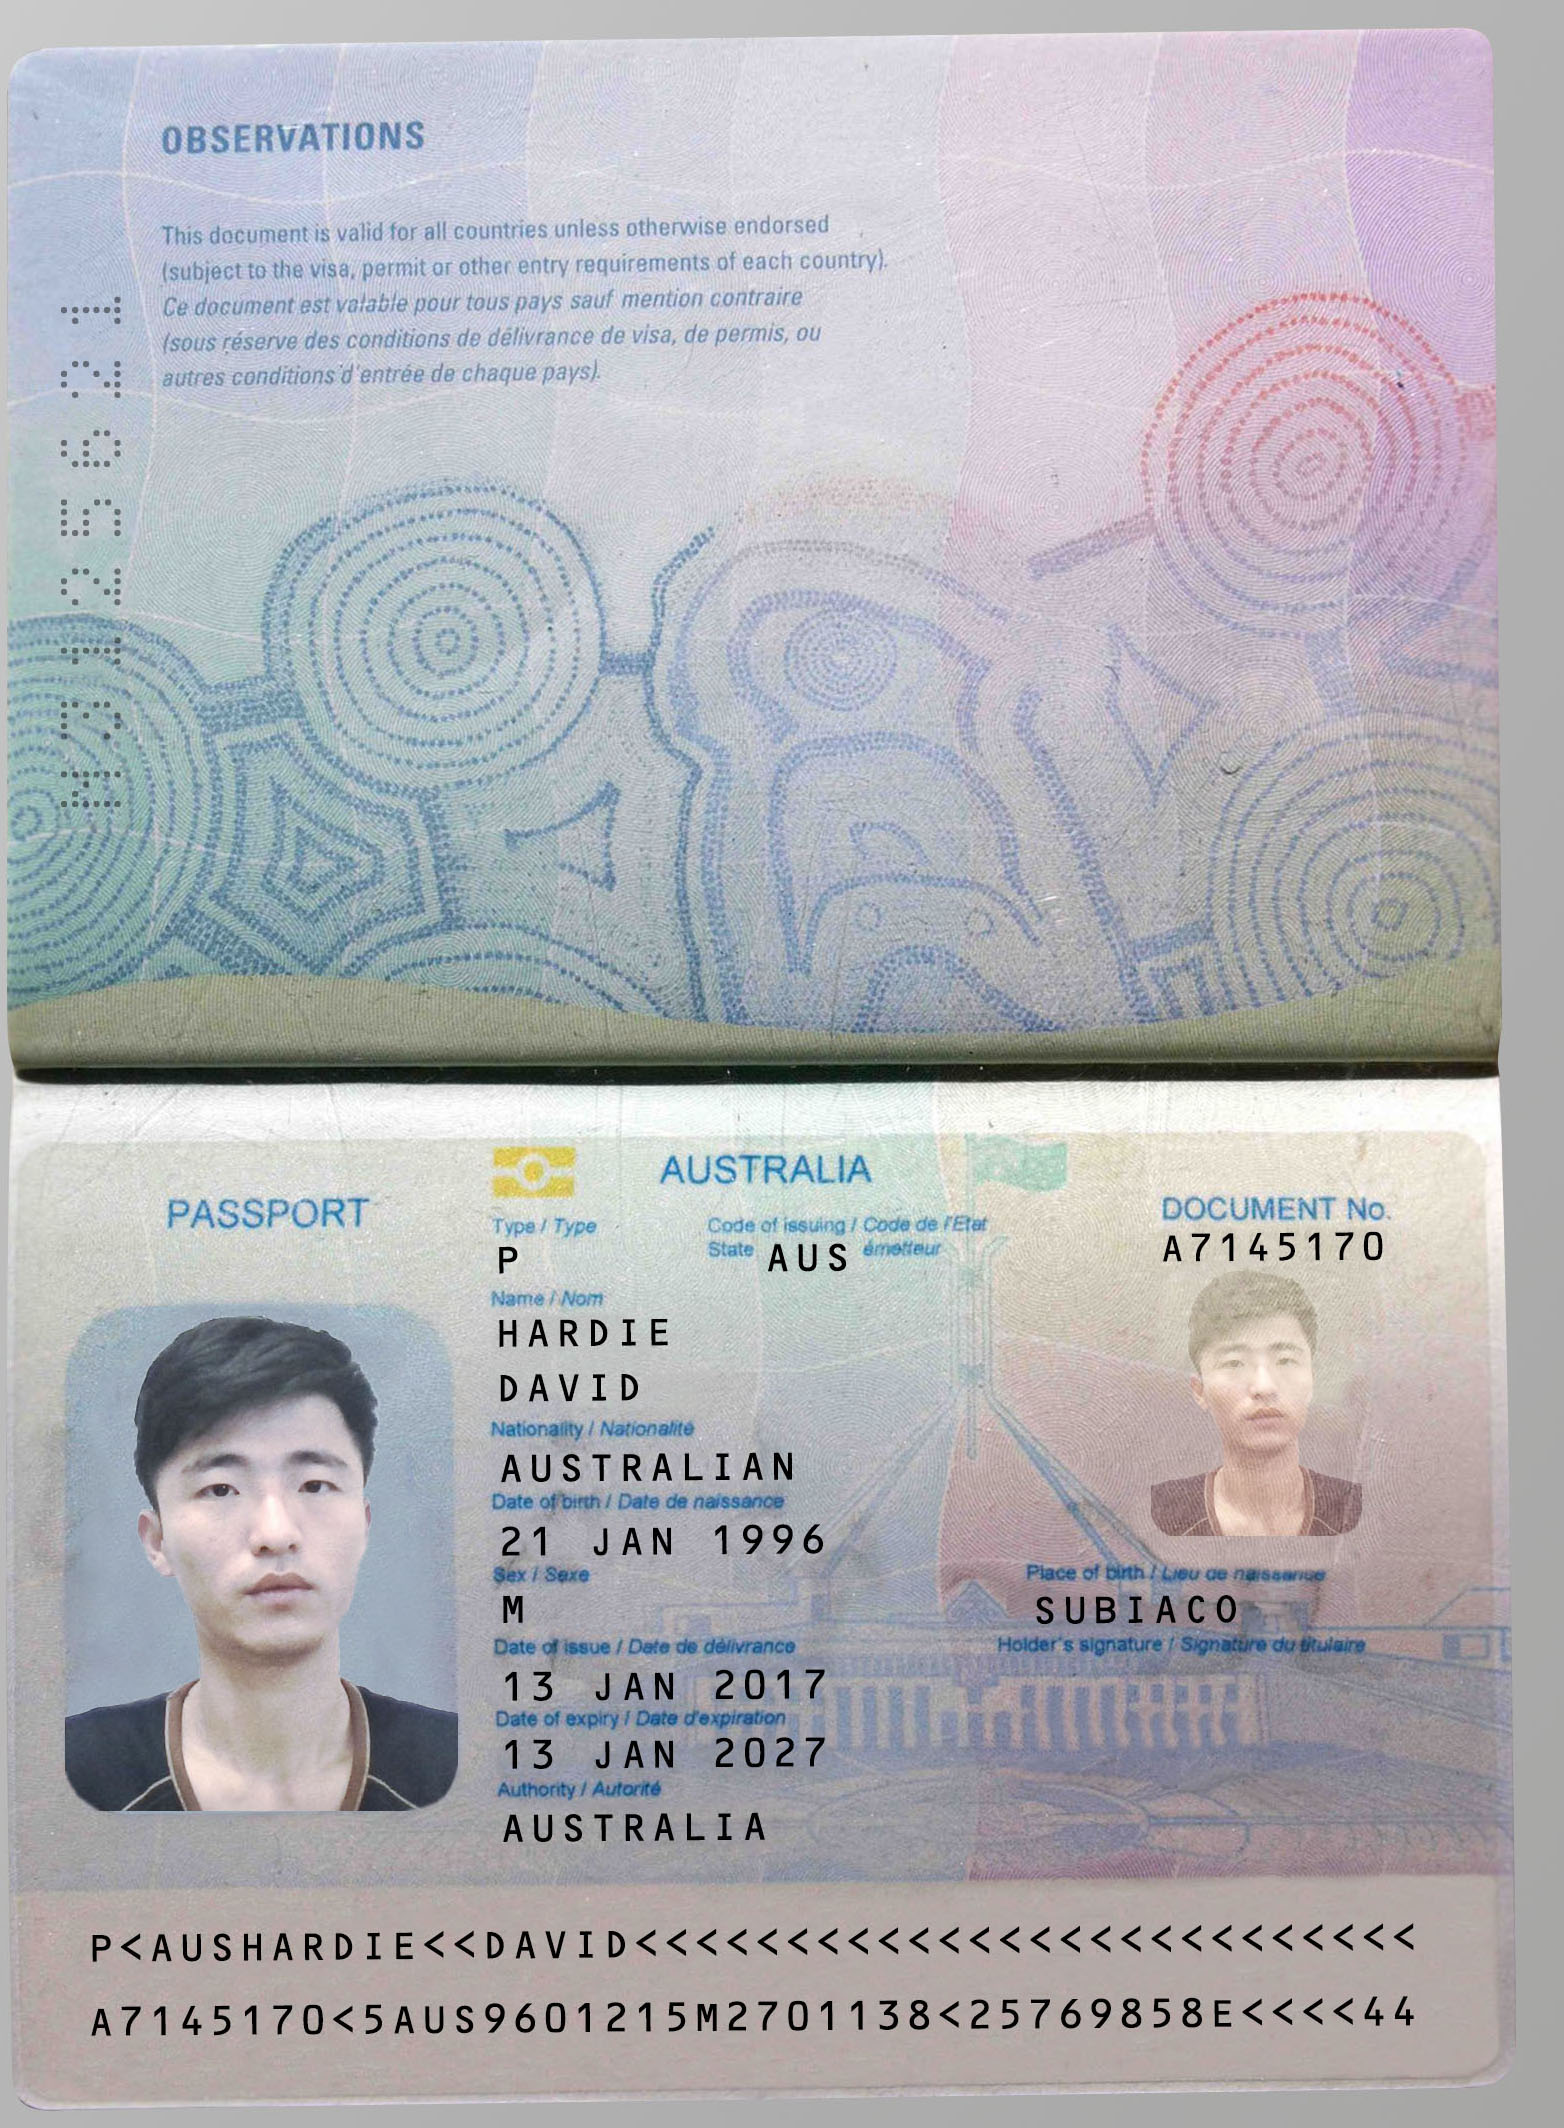 OBSERVATIONS
This document is valid for all countries unless otherwise endorsed
(subject to the visa, permit or other entry requirements of each country).
Ce document est valable pour tous pays sauf mention contraire
(sous réserve des conditions de délivrance de visa, de permis, ou
autres conditions d'entrée de chaque pays).
AUSTRALIA
PASSPORT
DOCUMENT No.
Type / Type
Code of issuing / Code de l'Etat
A7145170
P
State AUS émetteur
Name / Nom
HARDIE
DAVID
Nationality / Nationalité
AUSTRALIAN
Date of birth / Date de naissance
21 JAN 1996
Sex / Sexe
Place of birth / Lieu de naissance
M
SUBIACO
Date of issue / Date de délivrance
Holder's signature / Signature du titulaire
13 JAN 2017
Date of expiry / Date d'expiration
13 JAN 2027
Authority / Autorité
AUSTRALIA
P<AUSHARDIE<<DAVID<<<<<<<<<<<<<<<<<<<<<<<<<<
A7145170<5AUS9601215M2701138<25769858E<<<<44